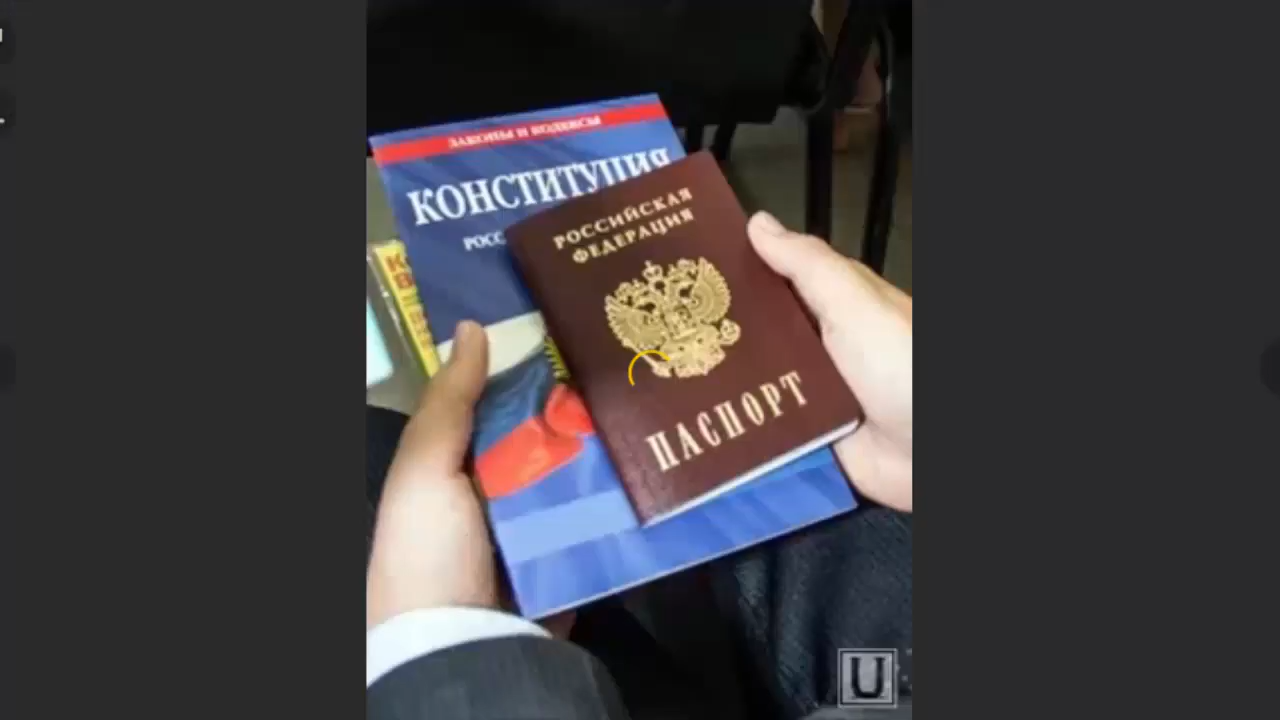 ЗАКОНЫ И КОДЕКСЫ
КОНСТИТУЦИЯ
РОССИЙСКАЯ
ФЕДЕРАЦИЯ
ПАСПОРТ
U